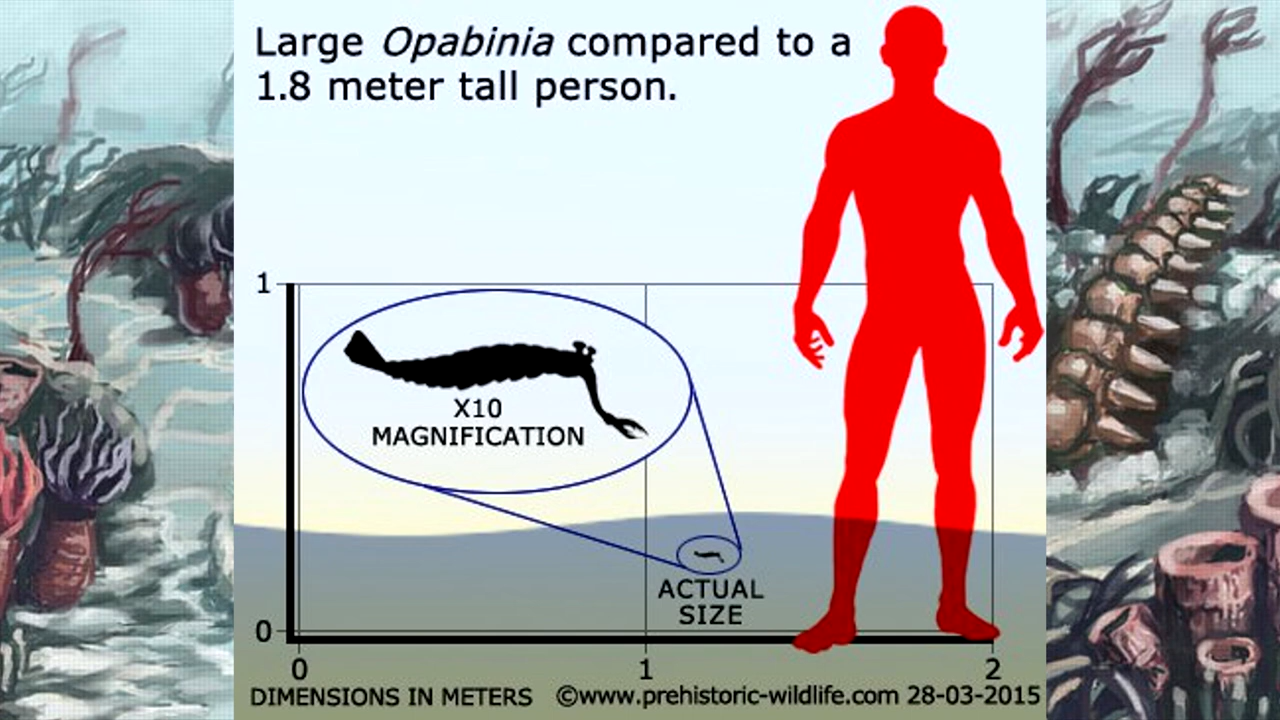 Large Opabinia compared to a
1.8 meter tall person.
1
X10
MAGNIFICATION
ACTUAL
SIZE
0
0 1 2
DIMENSIONS IN METERS ©www.prehistoric-wildlife.com 28-03-2015